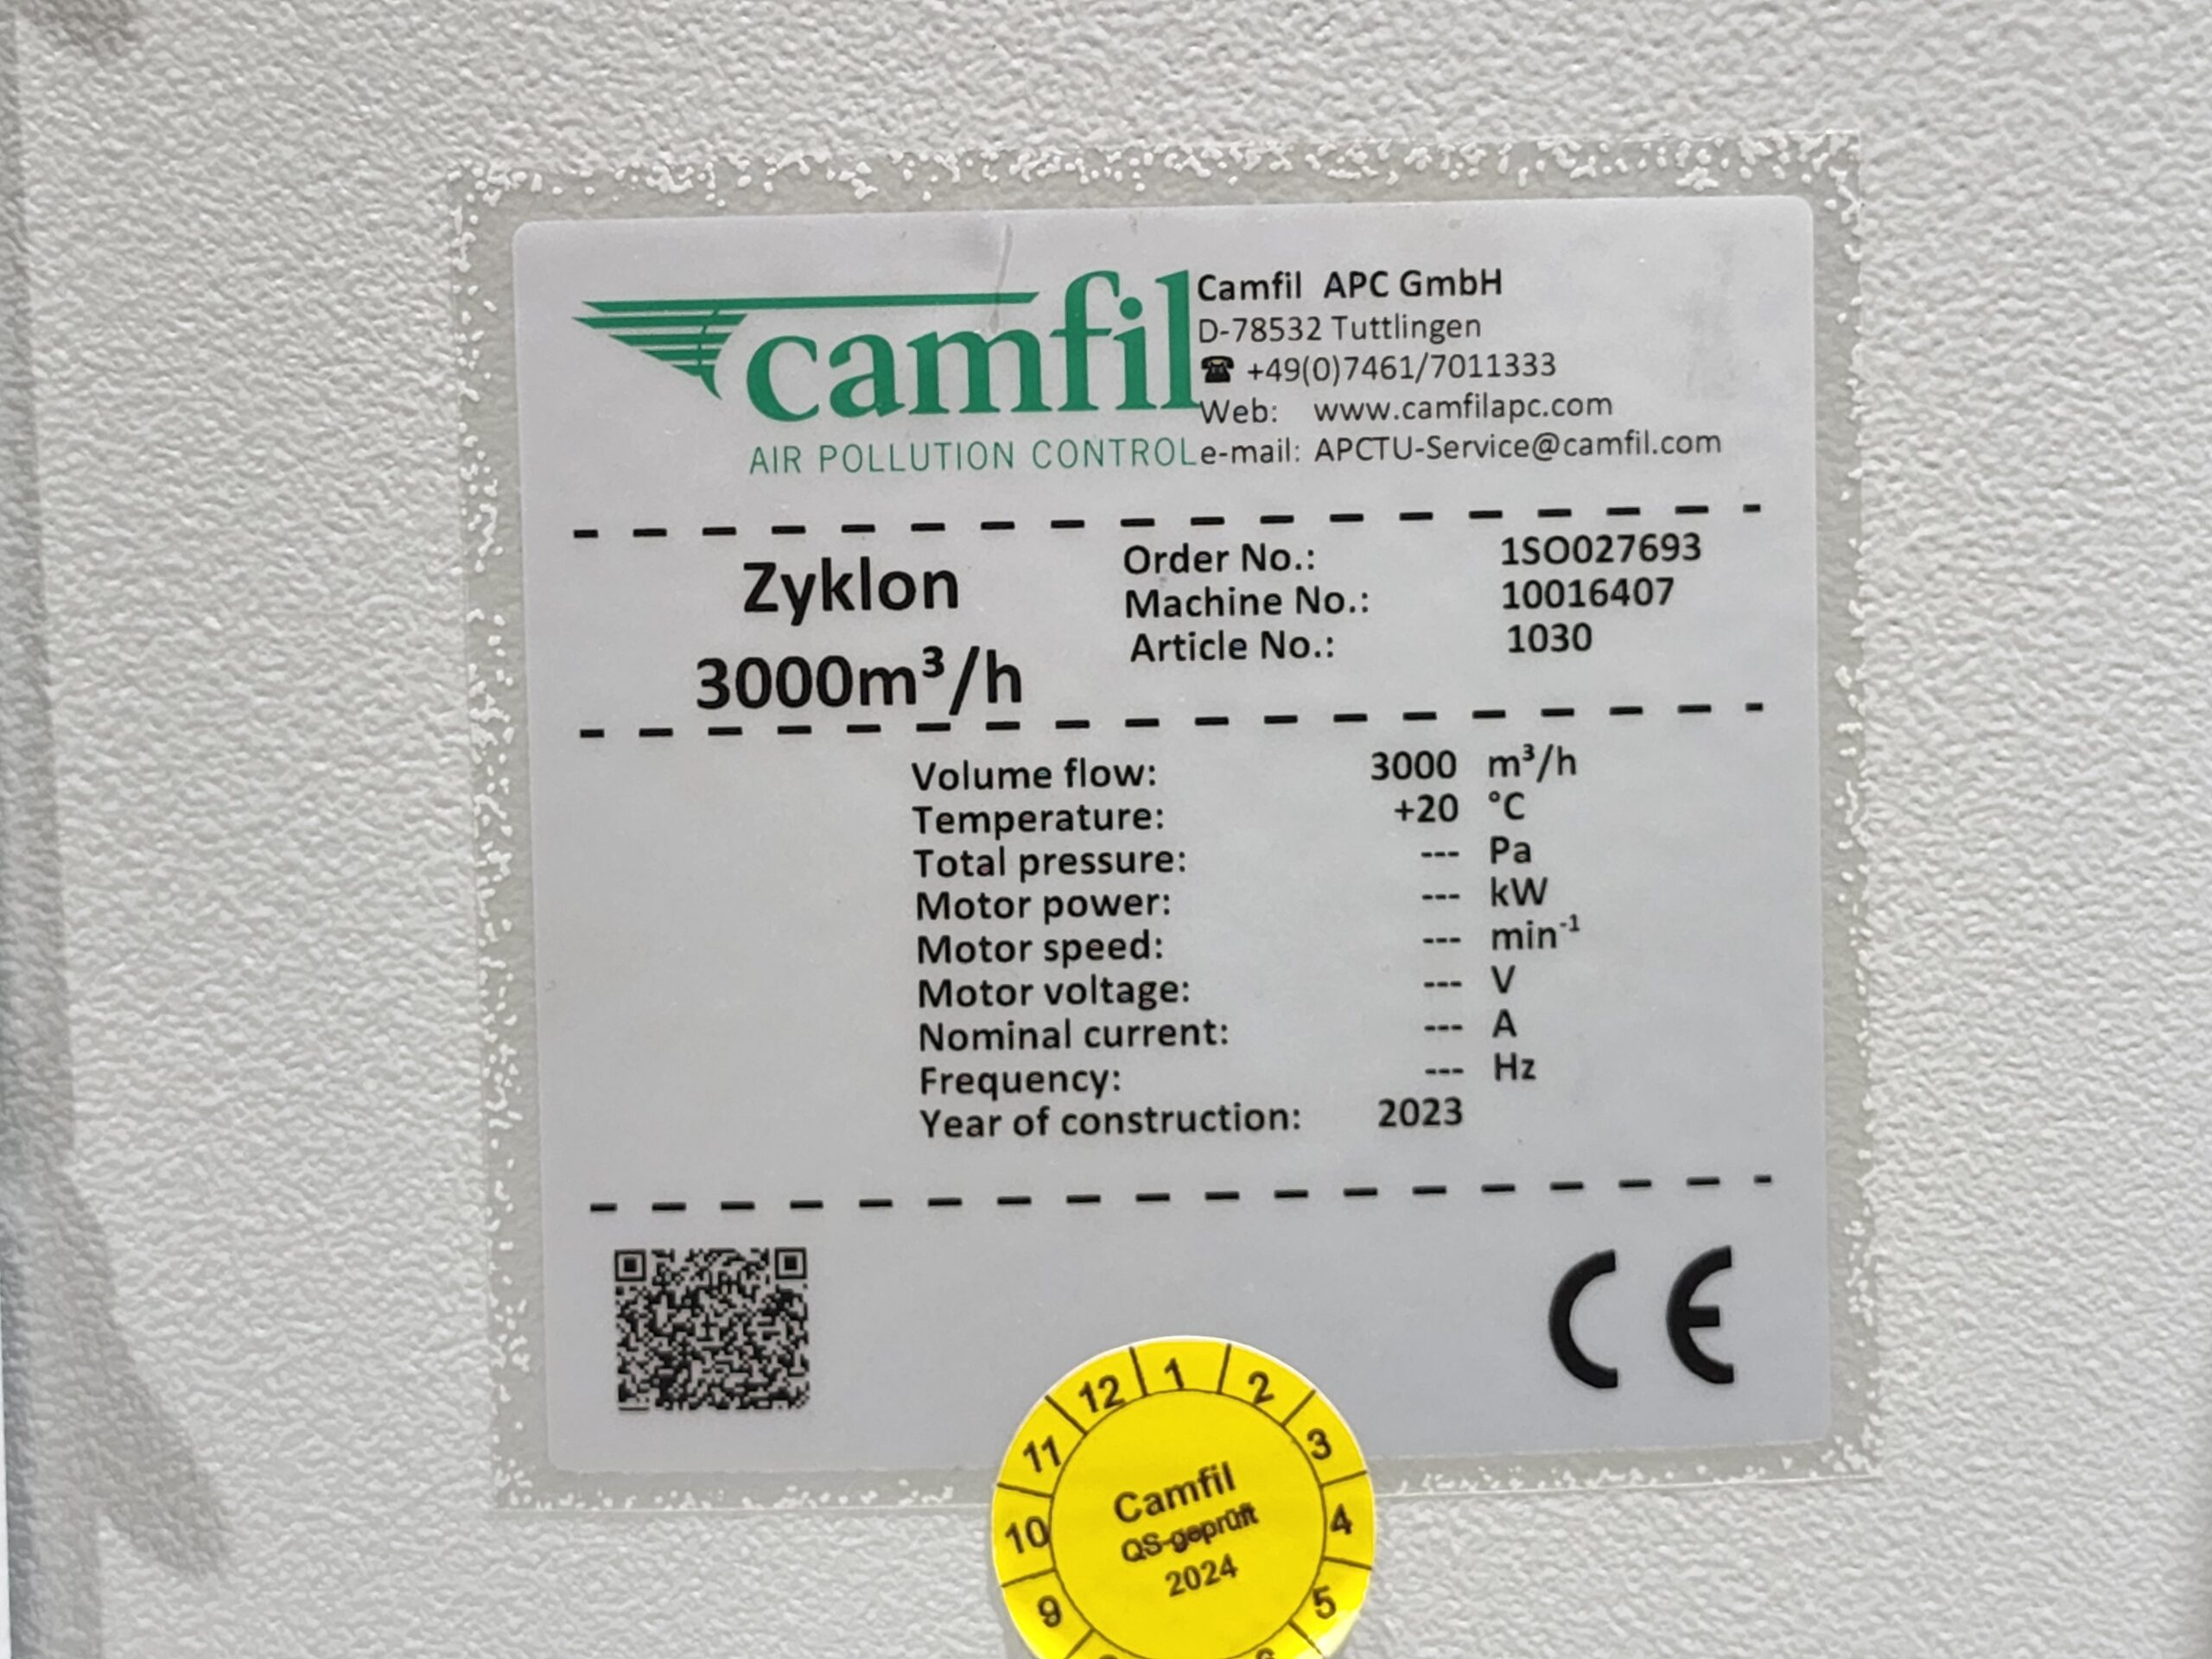 camfil
AIR POLLUTION CONTROL
Camfil APC GmbH
D-78532 Tuttlingen
☎ +49(0)7461/7011333
Web: www.camfilapc.com
e-mail: APCTU-Service@camfil.com
Zyklon
3000m³/h
Order No.: 1SO027693
Machine No.: 10016407
Article No.: 1030
Volume flow: 3000 m³/h
Temperature: +20 °C
Total pressure: --- Pa
Motor power: --- kW
Motor speed: --- min⁻¹
Motor voltage: --- V
Nominal current: --- A
Frequency: --- Hz
Year of construction: 2023
CE
12 1 2 3 4 5
11 10 9
Camfil
QS-geprüft
2024